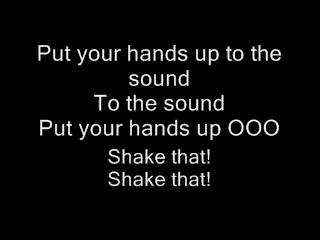 Put your hands up to the
sound
To the sound
Put your hands up OOO
Shake that!
Shake that!